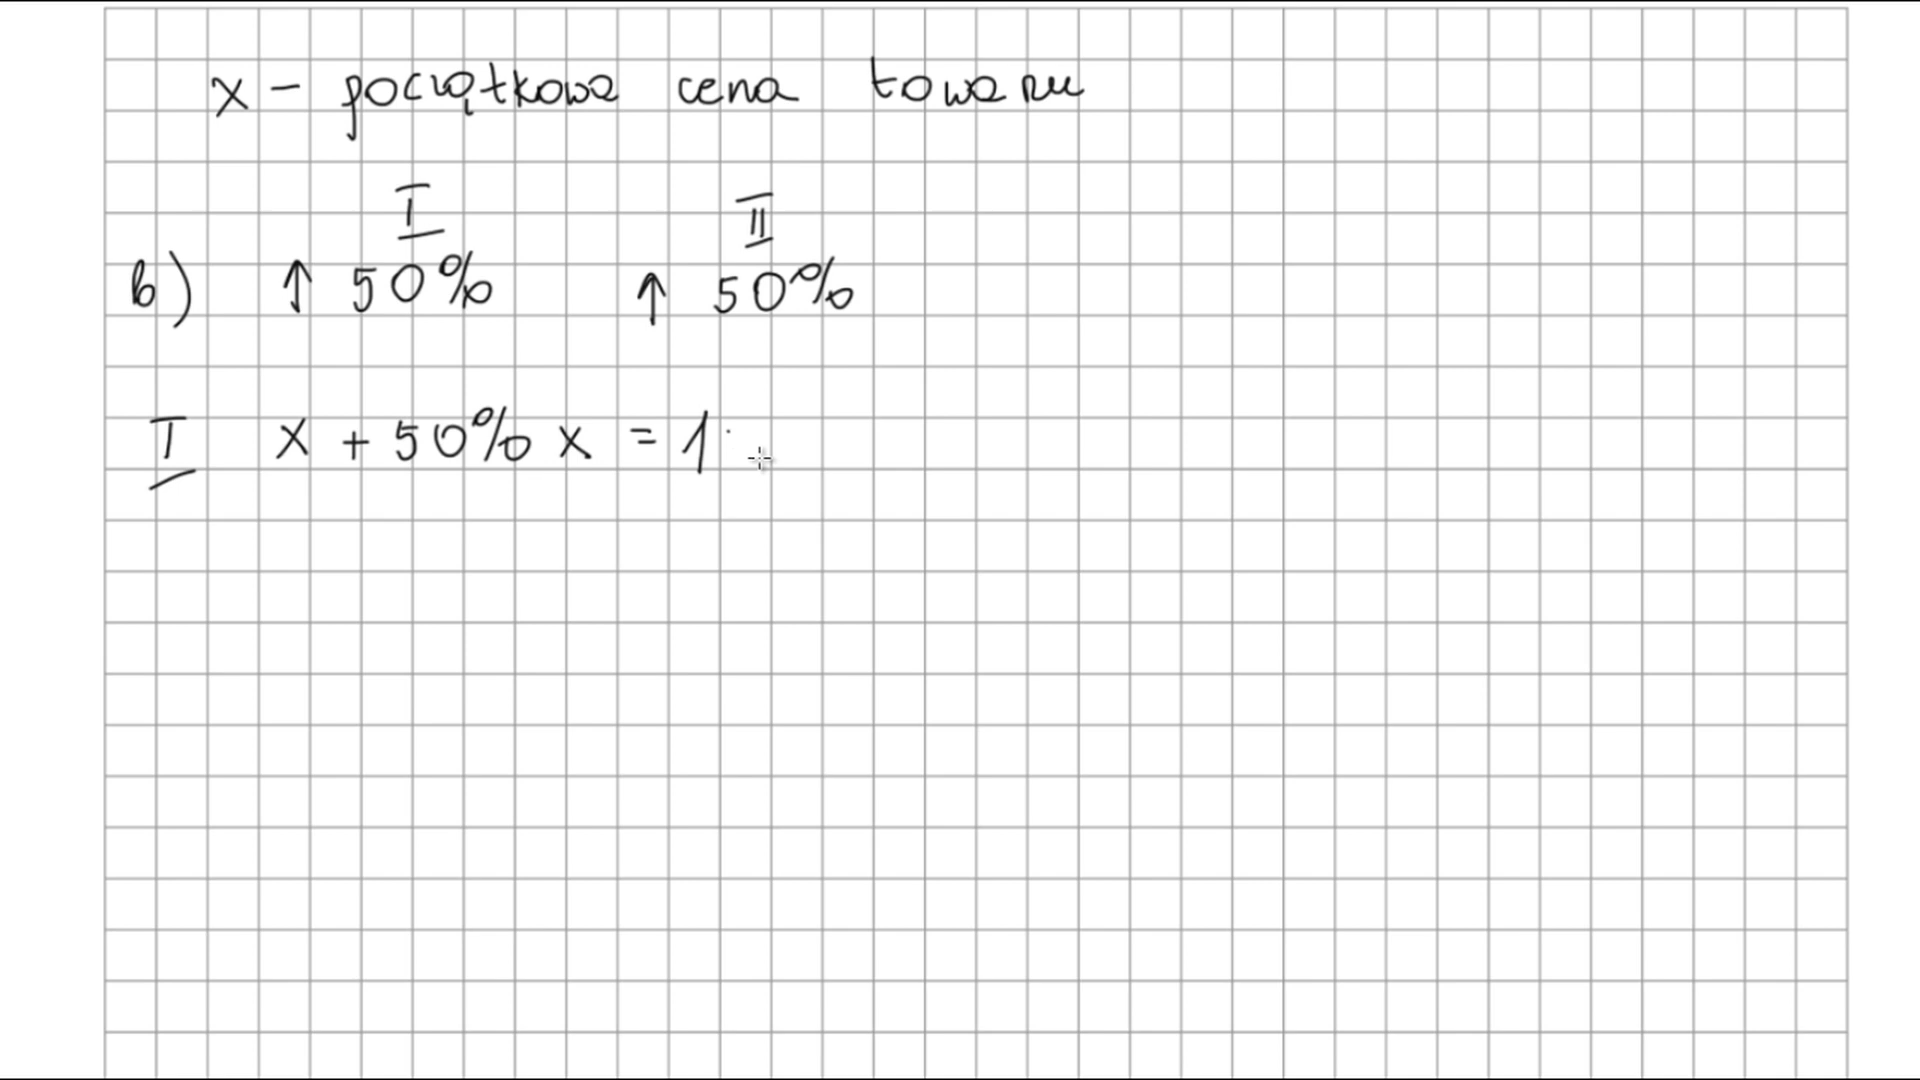 x - początkowa cena towaru
I II
b) ↑ 50% ↑ 50%
I x + 50% x = 1